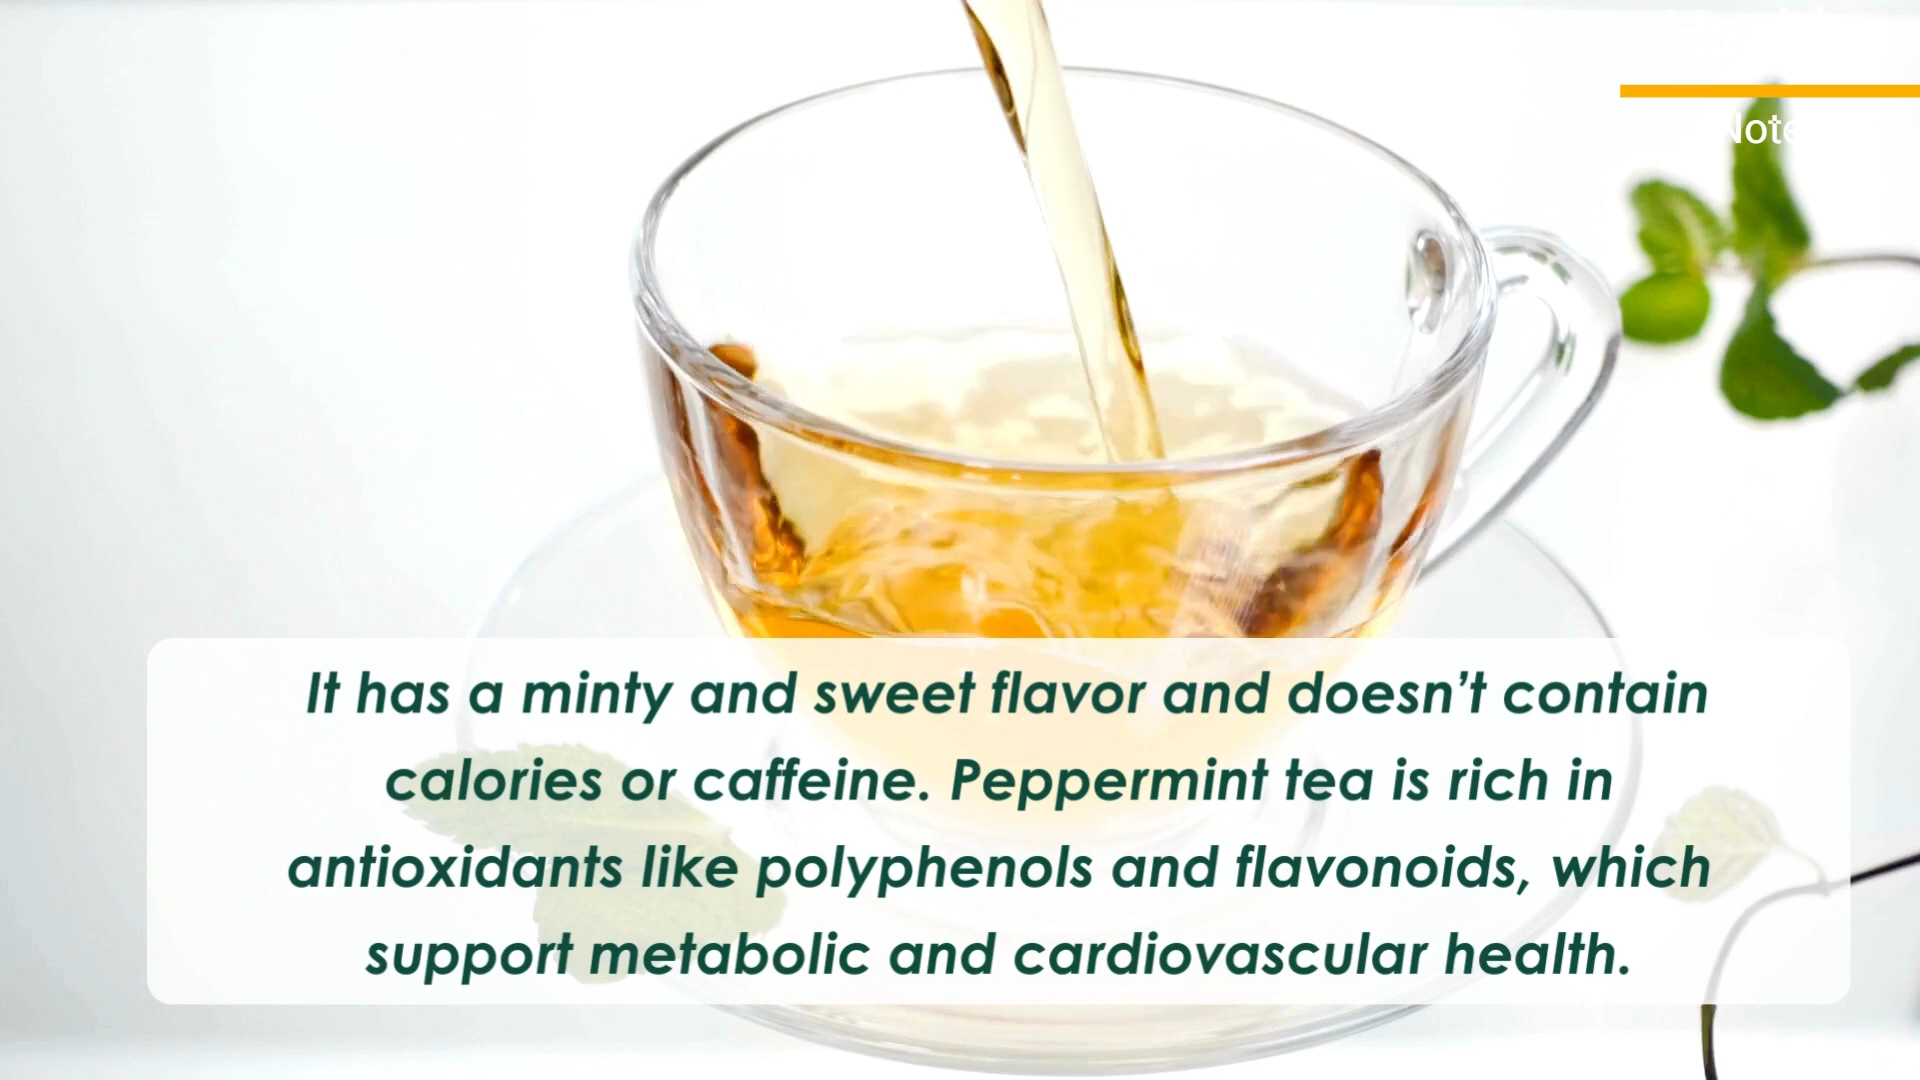 Note
It has a minty and sweet flavor and doesn’t contain
calories or caffeine. Peppermint tea is rich in
antioxidants like polyphenols and flavonoids, which
support metabolic and cardiovascular health.